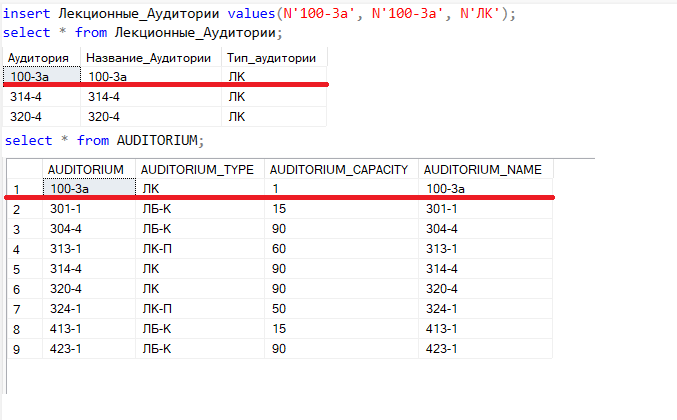 insert Лекционные_Аудитории values(N'100-3а', N'100-3а', N'ЛК');
select * from Лекционные_Аудитории;
Аудитория Название_Аудитории Тип_аудитории
100-3а 100-3а ЛК
314-4 314-4 ЛК
320-4 320-4 ЛК
select * from AUDITORIUM;
AUDITORIUM AUDITORIUM_TYPE AUDITORIUM_CAPACITY AUDITORIUM_NAME
1 100-3а ЛК 1 100-3а
2 301-1 ЛБ-К 15 301-1
3 304-4 ЛБ-К 90 304-4
4 313-1 ЛК-П 60 313-1
5 314-4 ЛК 90 314-4
6 320-4 ЛК 90 320-4
7 324-1 ЛК-П 50 324-1
8 413-1 ЛБ-К 15 413-1
9 423-1 ЛБ-К 90 423-1